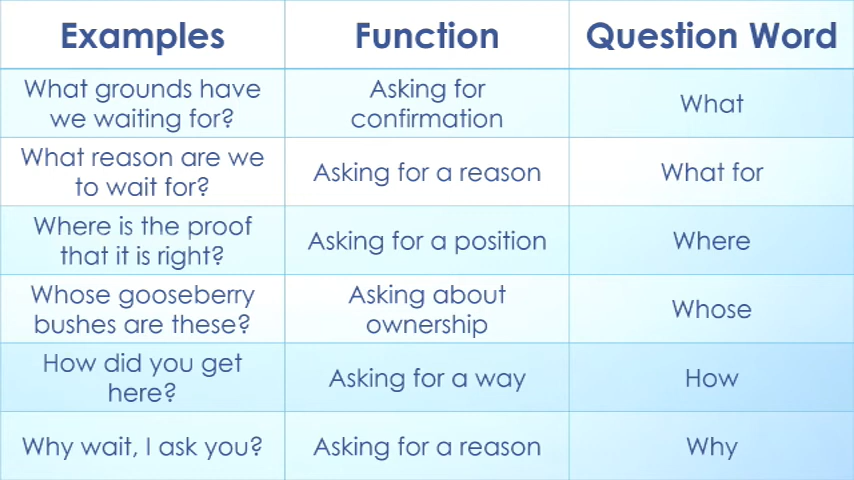 Examples Function Question Word
What grounds have
we waiting for?
Asking for
confirmation
What
What reason are we
to wait for?
Asking for a reason
What for
Where is the proof
that it is right?
Asking for a position
Where
Whose gooseberry
bushes are these?
Asking about
ownership
Whose
How did you get
here?
Asking for a way
How
Why wait, I ask you?
Asking for a reason
Why